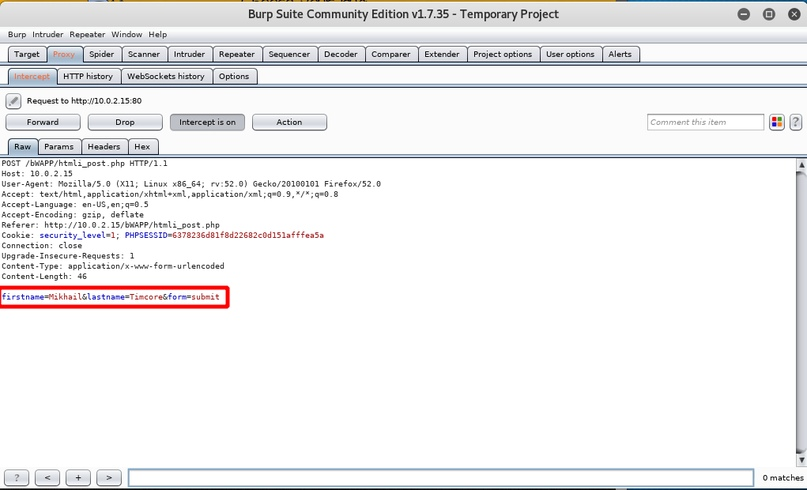 Burp Suite Community Edition v1.7.35 - Temporary Project
Burp Intruder Repeater Window Help
Target Proxy Spider Scanner Intruder Repeater Sequencer Decoder Comparer Extender Project options User options Alerts
Intercept HTTP history WebSockets history Options
Request to http://10.0.2.15:80
Forward Drop Intercept is on Action Comment this item ?
Raw Params Headers Hex
POST /bWAPP/htmli_post.php HTTP/1.1
Host: 10.0.2.15
User-Agent: Mozilla/5.0 (X11; Linux x86_64; rv:52.0) Gecko/20100101 Firefox/52.0
Accept: text/html,application/xhtml+xml,application/xml;q=0.9,*/*;q=0.8
Accept-Language: en-US,en;q=0.5
Accept-Encoding: gzip, deflate
Referer: http://10.0.2.15/bWAPP/htmli_post.php
Cookie: security_level=1; PHPSESSID=6378236d81f8d22682c0d151afffea5a
Connection: close
Upgrade-Insecure-Requests: 1
Content-Type: application/x-www-form-urlencoded
Content-Length: 46
firstname=Mikhail&lastname=Timcore&form=submit
? < + > 0 matches